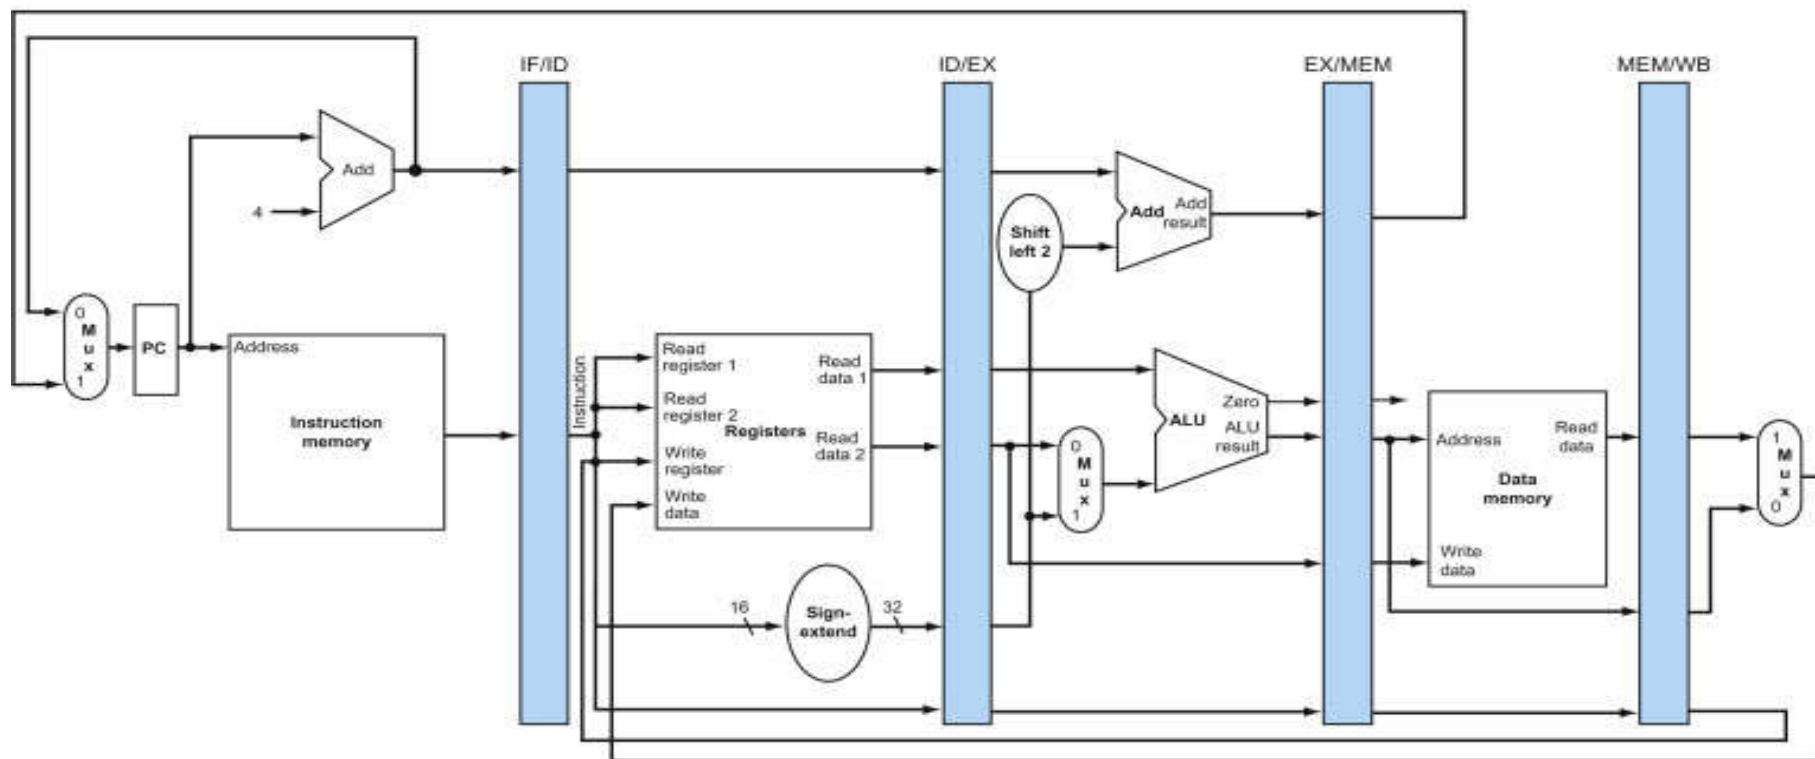 IF/ID
ID/EX
EX/MEM
MEM/WB
Add
4
Shift
left 2
Add
Add
result
0
M
u
x
1
PC
Address
Instruction
memory
Instruction
Read
register 1
Read
register 2
Write
register
Write
data
Registers
Read
data 1
Read
data 2
16
Sign-
extend
32
0
M
u
x
1
ALU
Zero
ALU
result
Address
Read
data
Data
memory
Write
data
1
M
u
x
0